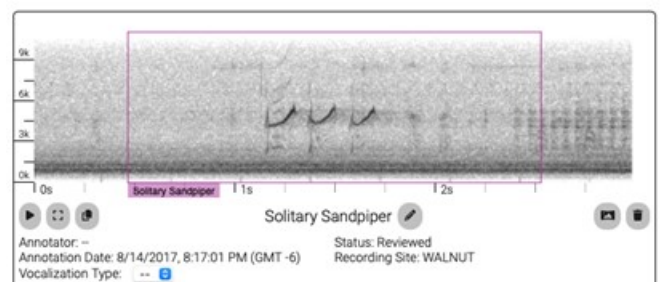 9k
6k
3k
0k
0s
Solitary Sandpiper
1s
2s
Solitary Sandpiper
Annotator: --
Status: Reviewed
Annotation Date: 8/14/2017, 8:17:01 PM (GMT -6)
Recording Site: WALNUT
Vocalization Type: --